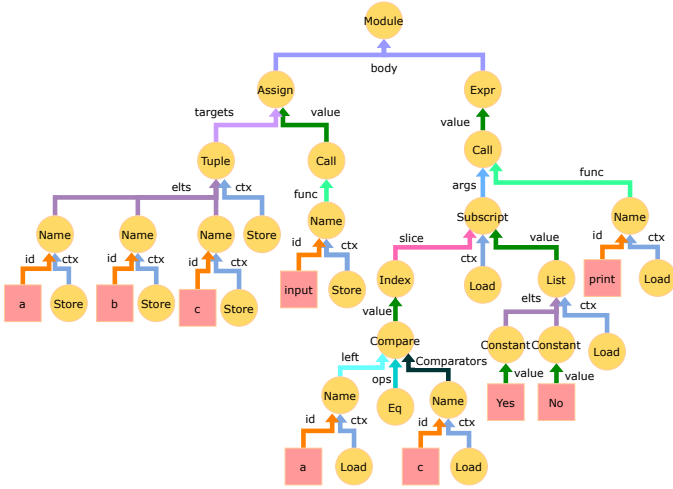 Module
body
Assign
Expr
targets
value
value
Tuple
Call
Call
elts
ctx
func
args
func
Name
Name
Name
Store
Name
Subscript
Name
id
ctx
id
ctx
id
ctx
id
ctx
slice
ctx
value
id
ctx
a
Store
b
Store
c
Store
input
Store
Index
Load
List
print
Load
value
elts
ctx
Compare
Constant
Constant
Load
left
ops
Comparators
value
value
Name
Eq
Name
Yes
No
id
ctx
id
ctx
a
Load
c
Load